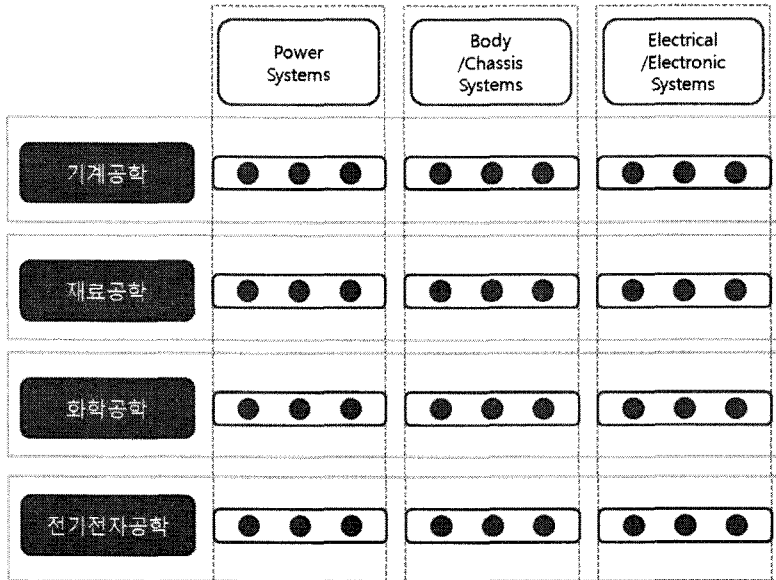 Power
Systems
Body
/Chassis
Systems
Electrical
/Electronic
Systems
기계공학
재료공학
화학공학
전기전자공학